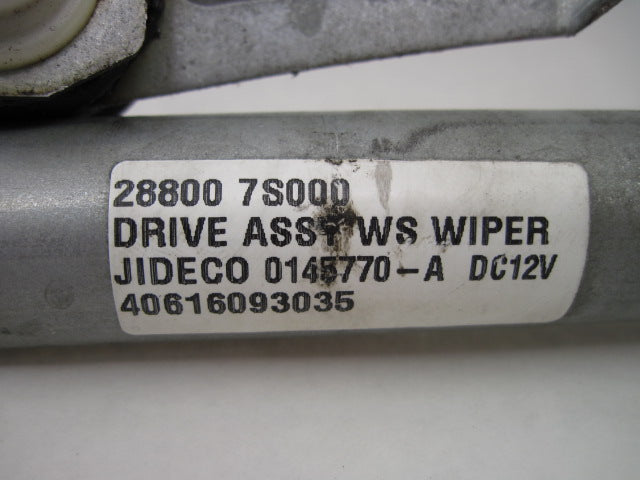 28800 7S000
DRIVE ASSY WS WIPER
JIDECO 0145770-A DC12V
40616093035